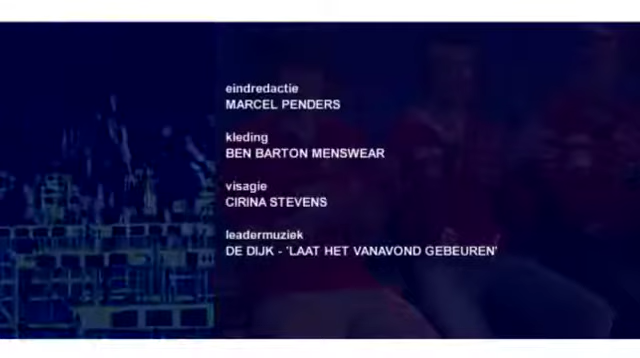 eindredactie
MARCEL PENDERS
kleding
BEN BARTON MENSWEAR
visagie
CIRINA STEVENS
leadermuziek
DE DIJK - 'LAAT HET VANAVOND GEBEUREN'